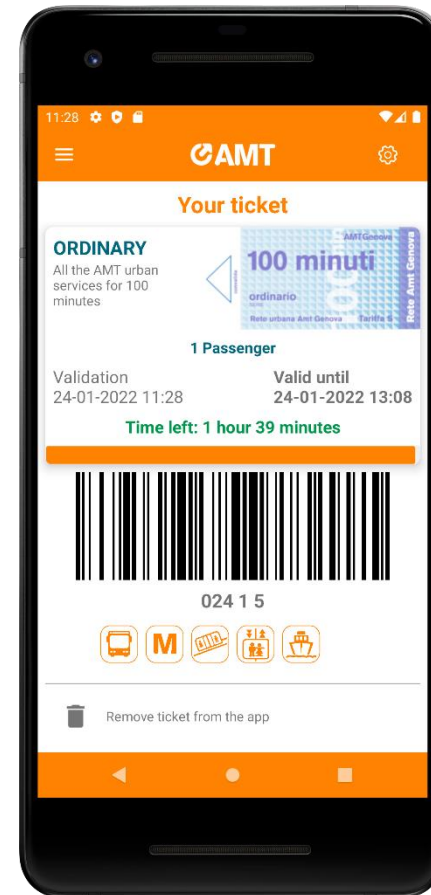 11:28
AMT
Your ticket
ORDINARY
All the AMT urban
services for 100
minutes
AMTGenova
100 minuti
ordinario
Rete urbana Amt Genova Tariffa S
Rete Amt Genova
1 Passenger
Validation
24-01-2022 11:28
Valid until
24-01-2022 13:08
Time left: 1 hour 39 minutes
024 1 5
M
Remove ticket from the app